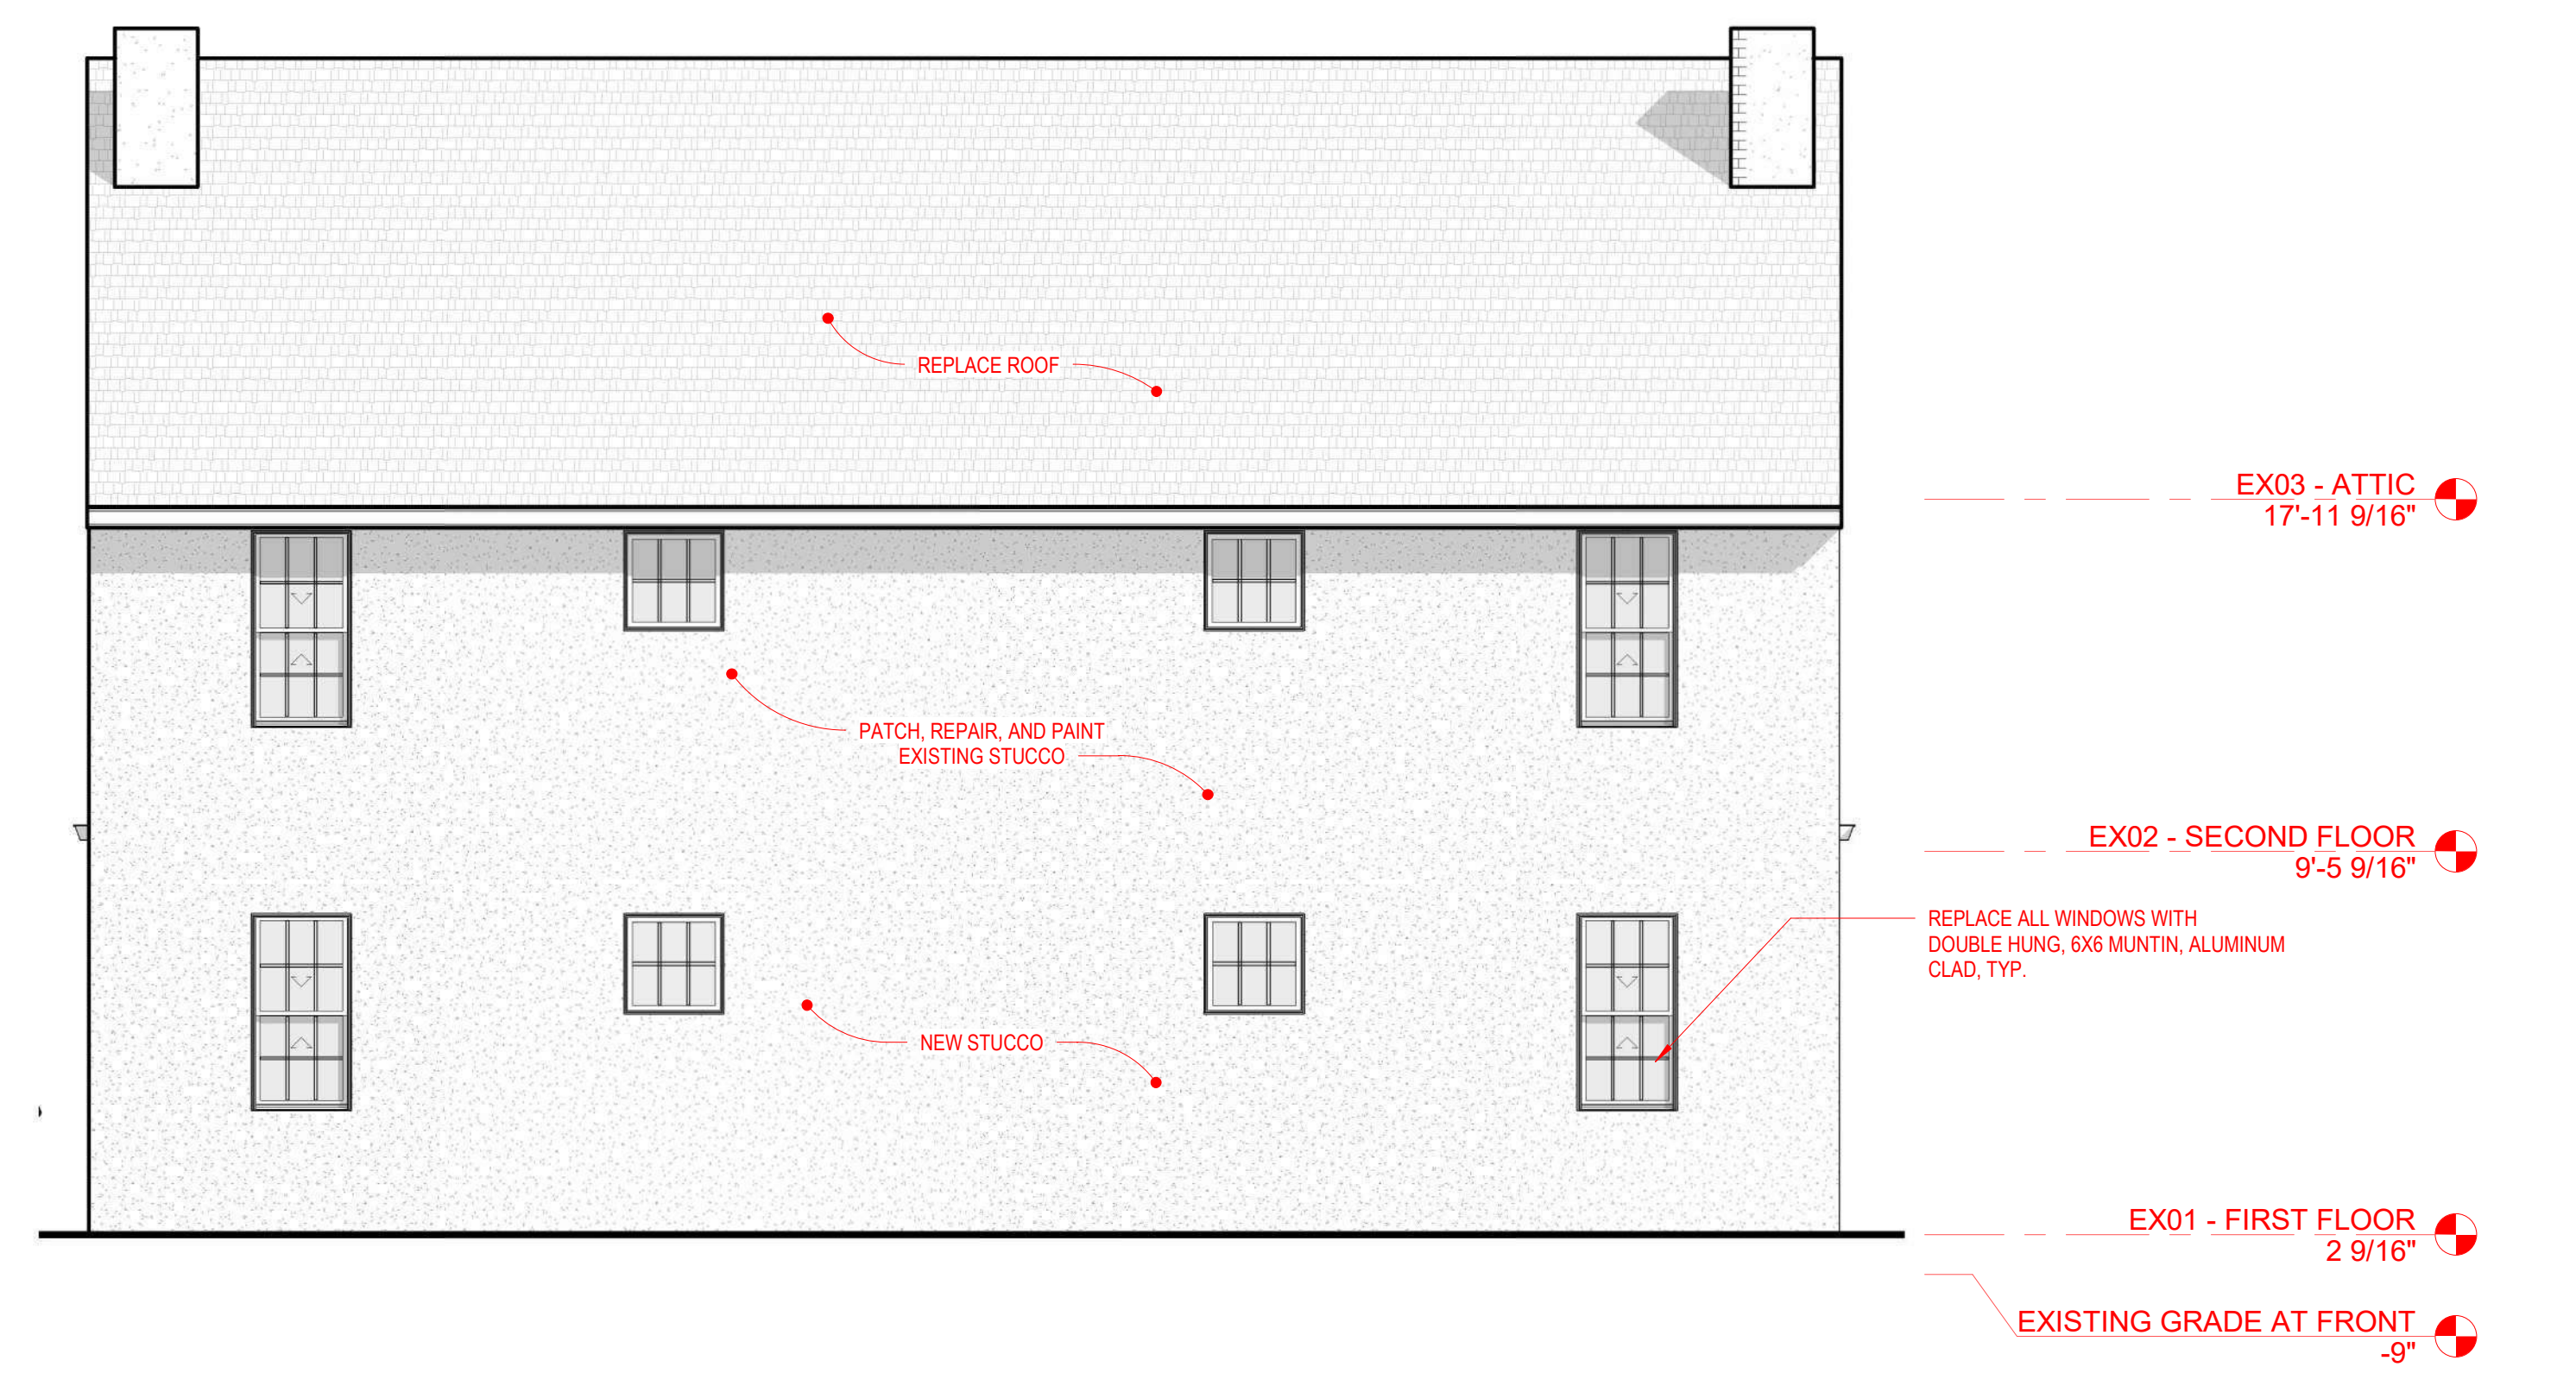 REPLACE ROOF
EX03 - ATTIC
17'-11 9/16"
PATCH, REPAIR, AND PAINT
EXISTING STUCCO
EX02 - SECOND FLOOR
9'-5 9/16"
REPLACE ALL WINDOWS WITH
DOUBLE HUNG, 6X6 MUNTIN, ALUMINUM
CLAD, TYP.
NEW STUCCO
EX01 - FIRST FLOOR
2 9/16"
EXISTING GRADE AT FRONT
-9"